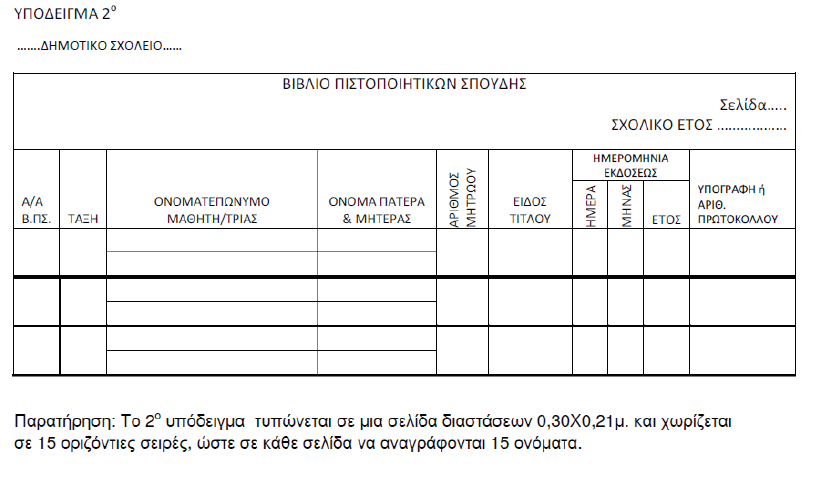 ΥΠΟΔΕΙΓΜΑ 2ο
.......ΔΗΜΟΤΙΚΟ ΣΧΟΛΕΙΟ......
ΒΙΒΛΙΟ ΠΙΣΤΟΠΟΙΗΤΙΚΩΝ ΣΠΟΥΔΗΣ
Σελίδα.....
ΣΧΟΛΙΚΟ ΕΤΟΣ ..................
Α/Α
Β.ΠΣ.
ΤΑΞΗ
ΟΝΟΜΑΤΕΠΩΝΥΜΟ
ΜΑΘΗΤΗ/ΤΡΙΑΣ
ΟΝΟΜΑ ΠΑΤΕΡΑ
& ΜΗΤΕΡΑΣ
ΑΡΙΘΜΟΣ
ΜΗΤΡΩΟΥ
ΕΙΔΟΣ
ΤΙΤΛΟΥ
ΗΜΕΡΟΜΗΝΙΑ
ΕΚΔΟΣΕΩΣ
ΗΜΕΡΑ
ΜΗΝΑΣ
ΕΤΟΣ
ΥΠΟΓΡΑΦΗ ή
ΑΡΙΘ.
ΠΡΩΤΟΚΟΛΛΟΥ
Παρατήρηση: Το 2ο υπόδειγμα τυπώνεται σε μια σελίδα διαστάσεων 0,30Χ0,21μ. και χωρίζεται
σε 15 οριζόντιες σειρές, ώστε σε κάθε σελίδα να αναγράφονται 15 ονόματα.